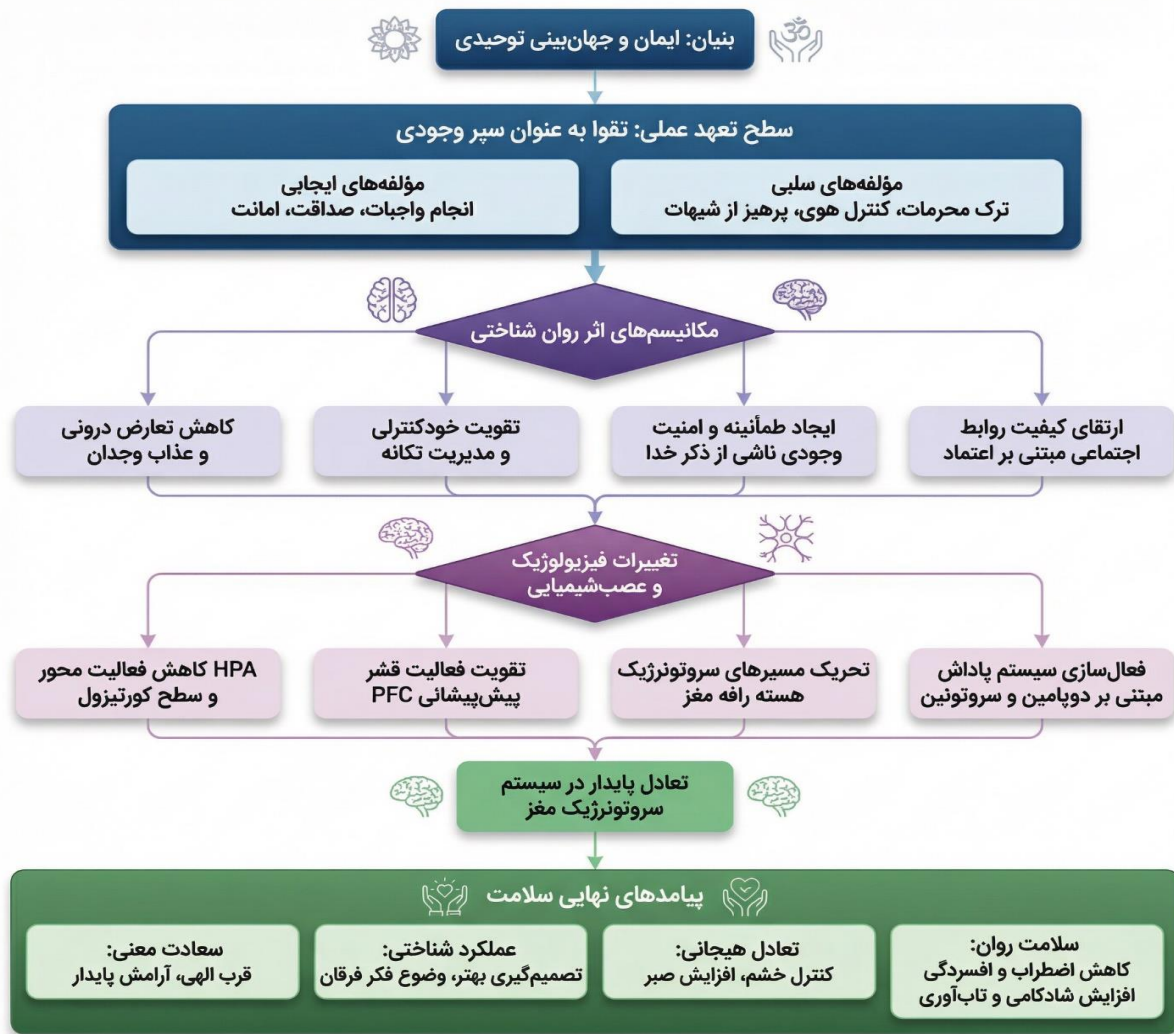 بنیان: ایمان و جهان‌بینی توحیدی
سطح تعهد عملی: تقوا به عنوان سپر وجودی
مؤلفه‌های سلبی
ترک محرمات، کنترل هوی، پرهیز از شیهات
مؤلفه‌های ایجابی
انجام واجبات، صداقت، امانت
مکانیسم‌های اثر روان شناختی
ارتقای کیفیت روابط
اجتماعی مبتنی بر اعتماد
ایجاد طمأنینه و امنیت
وجودی ناشی از ذکر خدا
تقویت خودکنترلی
و مدیریت تکانه
کاهش تعارض درونی
و عذاب وجدان
تغییرات فیزیولوژیک
و عصب‌شیمیایی
فعال‌سازی سیستم پاداش
مبتنی بر دوپامین و سروتونین
تحریک مسیرهای سروتونرژیک
هسته رافه مغز
تقویت فعالیت قشر
پیش‌پیشائی PFC
HPA کاهش فعالیت محور
و سطح کورتیزول
تعادل پایدار در سیستم
سروتونرژیک مغز
پیامدهای نهایی سلامت
سلامت روان:
کاهش اضطراب و افسردگی
افزایش شادکامی و تاب‌آوری
تعادل هیجانی:
کنترل خشم، افزایش صبر
عملکرد شناختی:
تصمیم‌گیری بهتر، وضوع فکر فرقان
سعادت معنی:
قرب الهی، آرامش پایدار